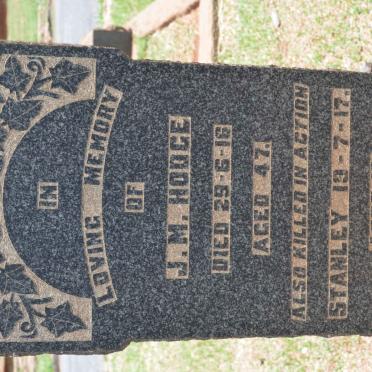 IN
LOVING MEMORY
OF
J.M. HODGE
DIED 29-6-16
AGED 47.
ALSO KILLED IN ACTION
STANLEY 19-7-17.